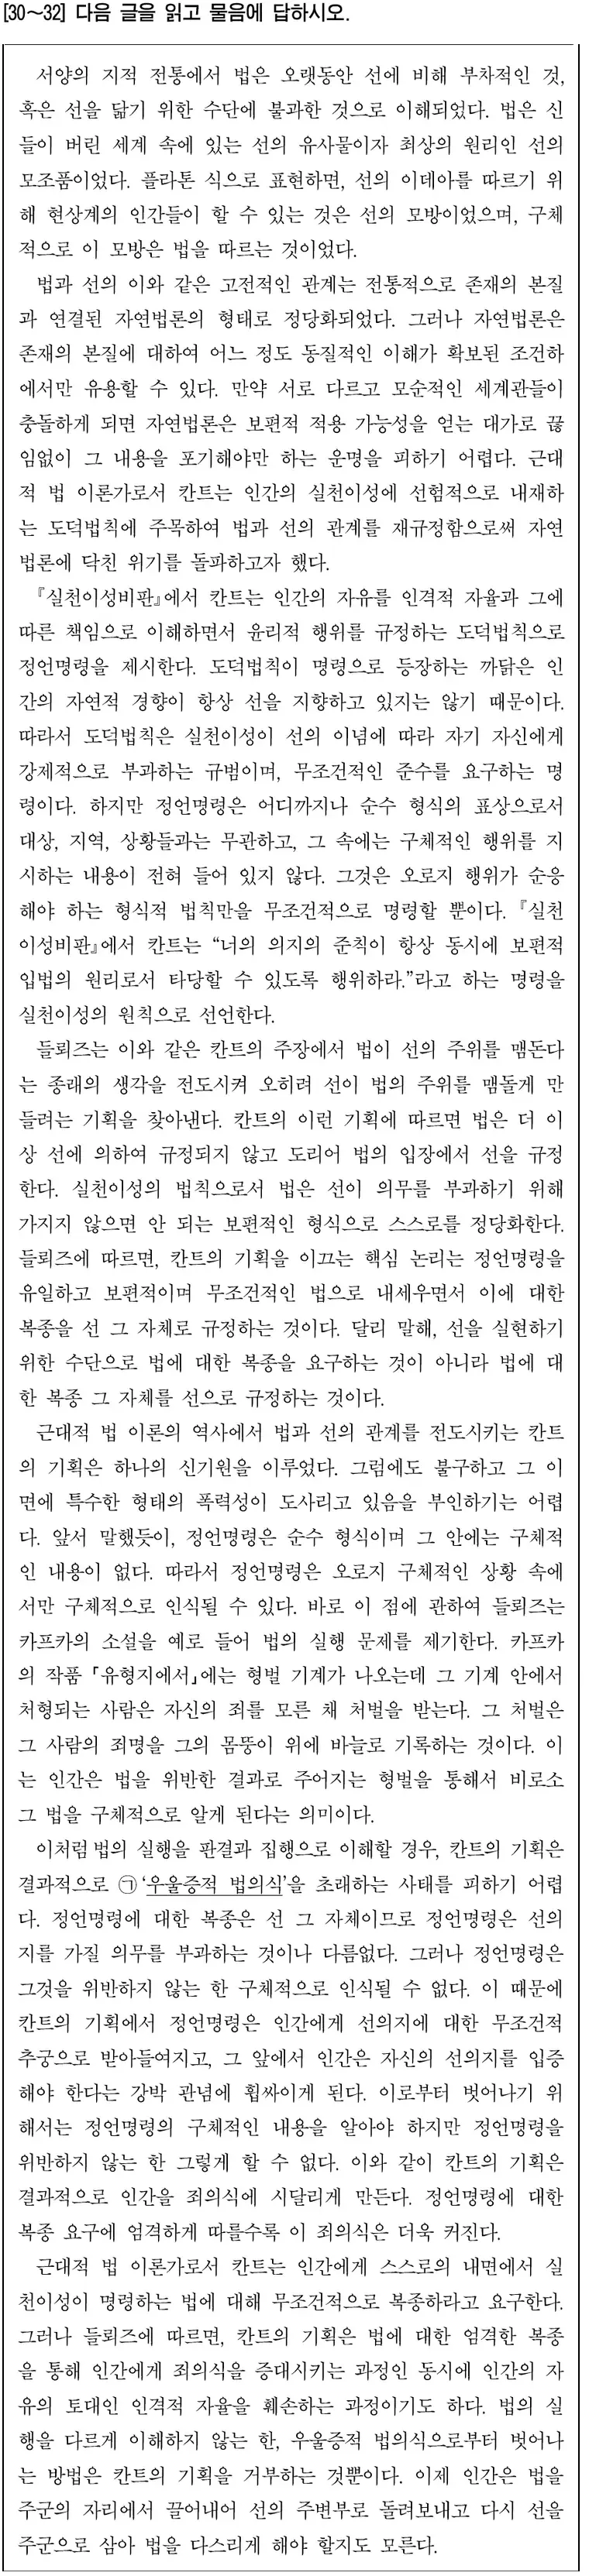 [30～32] 다음 글을 읽고 물음에 답하시오.
서양의 지적 전통에서 법은 오랫동안 선에 비해 부차적인 것,
혹은 선을 닮기 위한 수단에 불과한 것으로 이해되었다. 법은 신
들이 버린 세계 속에 있는 선의 유사물이자 최상의 원리인 선의
모조품이었다. 플라톤 식으로 표현하면, 선의 이데아를 따르기 위
해 현상계의 인간들이 할 수 있는 것은 선의 모방이었으며, 구체
적으로 이 모방은 법을 따르는 것이었다.
법과 선의 이와 같은 고전적인 관계는 전통적으로 존재의 본질
과 연결된 자연법론의 형태로 정당화되었다. 그러나 자연법론은
존재의 본질에 대하여 어느 정도 동질적인 이해가 확보된 조건하
에서만 유용할 수 있다. 만약 서로 다르고 모순적인 세계관들이
충돌하게 되면 자연법론은 보편적 적용 가능성을 얻는 대가로 끊
임없이 그 내용을 포기해야만 하는 운명을 피하기 어렵다. 근대
적 법 이론가로서 칸트는 인간의 실천이성에 선험적으로 내재하
는 도덕법칙에 주목하여 법과 선의 관계를 재규정함으로써 자연
법론에 닥친 위기를 돌파하고자 했다.
『실천이성비판』에서 칸트는 인간의 자유를 인격적 자율과 그에
따른 책임으로 이해하면서 윤리적 행위를 규정하는 도덕법칙으로
정언명령을 제시한다. 도덕법칙이 명령으로 등장하는 까닭은 인
간의 자연적 경향이 항상 선을 지향하고 있지는 않기 때문이다.
따라서 도덕법칙은 실천이성이 선의 이념에 따라 자기 자신에게
강제적으로 부과하는 규범이며, 무조건적인 준수를 요구하는 명
령이다. 하지만 정언명령은 어디까지나 순수 형식의 표상으로서
대상, 지역, 상황들과는 무관하고, 그 속에는 구체적인 행위를 지
시하는 내용이 전혀 들어 있지 않다. 그것은 오로지 행위가 순응
해야 하는 형식적 법칙만을 무조건적으로 명령할 뿐이다. 『실천
이성비판』에서 칸트는 “너의 의지의 준칙이 항상 동시에 보편적
입법의 원리로서 타당할 수 있도록 행위하라.”라고 하는 명령을
실천이성의 원칙으로 선언한다.
들뢰즈는 이와 같은 칸트의 주장에서 법이 선의 주위를 맴돈다
는 종래의 생각을 전도시켜 오히려 선이 법의 주위를 맴돌게 만
들려는 기획을 찾아낸다. 칸트의 이런 기획에 따르면 법은 더 이
상 선에 의하여 규정되지 않고 도리어 법의 입장에서 선을 규정
한다. 실천이성의 법칙으로서 법은 선이 의무를 부과하기 위해
가지지 않으면 안 되는 보편적인 형식으로 스스로를 정당화한다.
들뢰즈에 따르면, 칸트의 기획을 이끄는 핵심 논리는 정언명령을
유일하고 보편적이며 무조건적인 법으로 내세우면서 이에 대한
복종을 선 그 자체로 규정하는 것이다. 달리 말해, 선을 실현하기
위한 수단으로 법에 대한 복종을 요구하는 것이 아니라 법에 대
한 복종 그 자체를 선으로 규정하는 것이다.
근대적 법 이론의 역사에서 법과 선의 관계를 전도시키는 칸트
의 기획은 하나의 신기원을 이루었다. 그럼에도 불구하고 그 이
면에 특수한 형태의 폭력성이 도사리고 있음을 부인하기는 어렵
다. 앞서 말했듯이, 정언명령은 순수 형식이며 그 안에는 구체적
인 내용이 없다. 따라서 정언명령은 오로지 구체적인 상황 속에
서만 구체적으로 인식될 수 있다. 바로 이 점에 관하여 들뢰즈는
카프카의 소설을 예로 들어 법의 실행 문제를 제기한다. 카프카
의 작품 「유형지에서」에는 형벌 기계가 나오는데 그 기계 안에서
처형되는 사람은 자신의 죄를 모른 채 처벌을 받는다. 그 처벌은
그 사람의 죄명을 그의 몸뚱이 위에 바늘로 기록하는 것이다. 이
는 인간은 법을 위반한 결과로 주어지는 형벌을 통해서 비로소
그 법을 구체적으로 알게 된다는 의미이다.
이처럼 법의 실행을 판결과 집행으로 이해할 경우, 칸트의 기획은
결과적으로 ㉠‘우울증적 법의식’을 초래하는 사태를 피하기 어렵
다. 정언명령에 대한 복종은 선 그 자체이므로 정언명령은 선의
지를 가질 의무를 부과하는 것이나 다름없다. 그러나 정언명령은
그것을 위반하지 않는 한 구체적으로 인식될 수 없다. 이 때문에
칸트의 기획에서 정언명령은 인간에게 선의지에 대한 무조건적
추궁으로 받아들여지고, 그 앞에서 인간은 자신의 선의지를 입증
해야 한다는 강박 관념에 휩싸이게 된다. 이로부터 벗어나기 위
해서는 정언명령의 구체적인 내용을 알아야 하지만 정언명령을
위반하지 않는 한 그렇게 할 수 없다. 이와 같이 칸트의 기획은
결과적으로 인간을 죄의식에 시달리게 만든다. 정언명령에 대한
복종 요구에 엄격하게 따를수록 이 죄의식은 더욱 커진다.
근대적 법 이론가로서 칸트는 인간에게 스스로의 내면에서 실
천이성이 명령하는 법에 대해 무조건적으로 복종하라고 요구한다.
그러나 들뢰즈에 따르면, 칸트의 기획은 법에 대한 엄격한 복종
을 통해 인간에게 죄의식을 증대시키는 과정인 동시에 인간의 자
유의 토대인 인격적 자율을 훼손하는 과정이기도 하다. 법의 실
행을 다르게 이해하지 않는 한, 우울증적 법의식으로부터 벗어나
는 방법은 칸트의 기획을 거부하는 것뿐이다. 이제 인간은 법을
주군의 자리에서 끌어내어 선의 주변부로 돌려보내고 다시 선을
주군으로 삼아 법을 다스리게 해야 할지도 모른다.